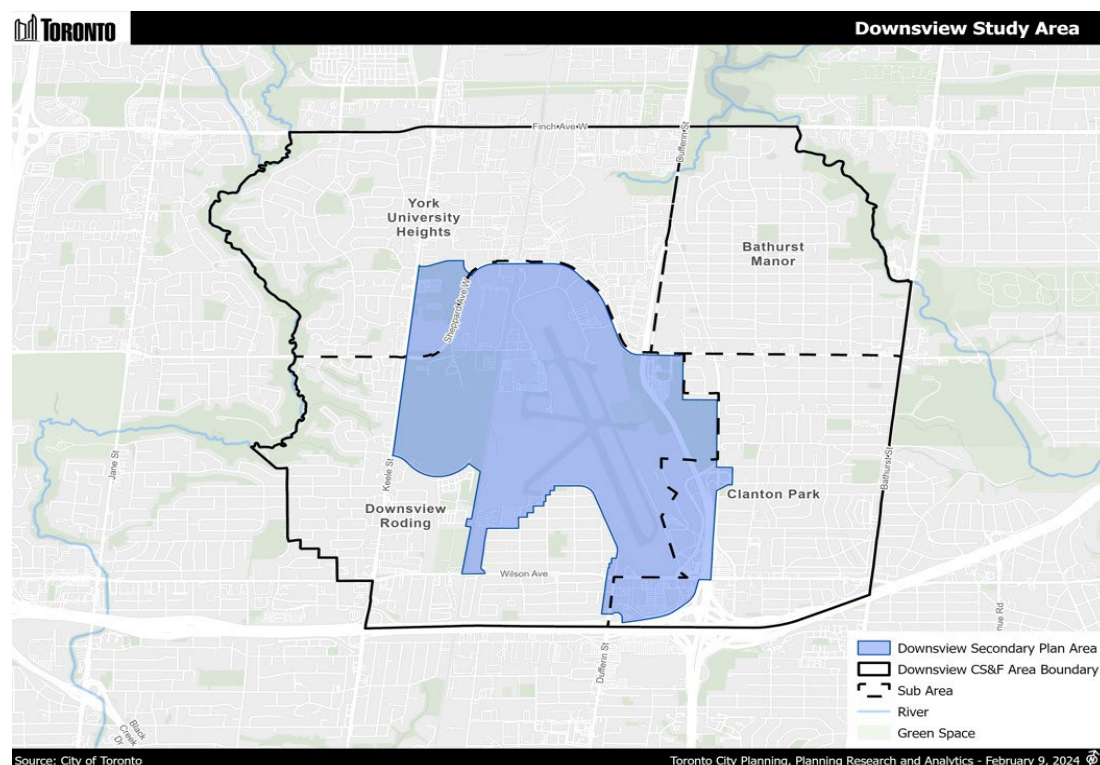 TORONTO
Downsview Study Area
Finch Ave W
Dufferin St
York
University
Heights
Bathurst
Manor
Sheppard Ave W
Jane St
Keele St
Bathurst St
Downsview
Roding
Clanton Park
Wilson Ave
Dufferin St
Black
Creek
Dr
nue Rd
Downsview Secondary Plan Area
Downsview CS&F Area Boundary
Sub Area
River
Green Space
Source: City of Toronto
Toronto City Planning, Planning Research and Analytics - February 9, 2024